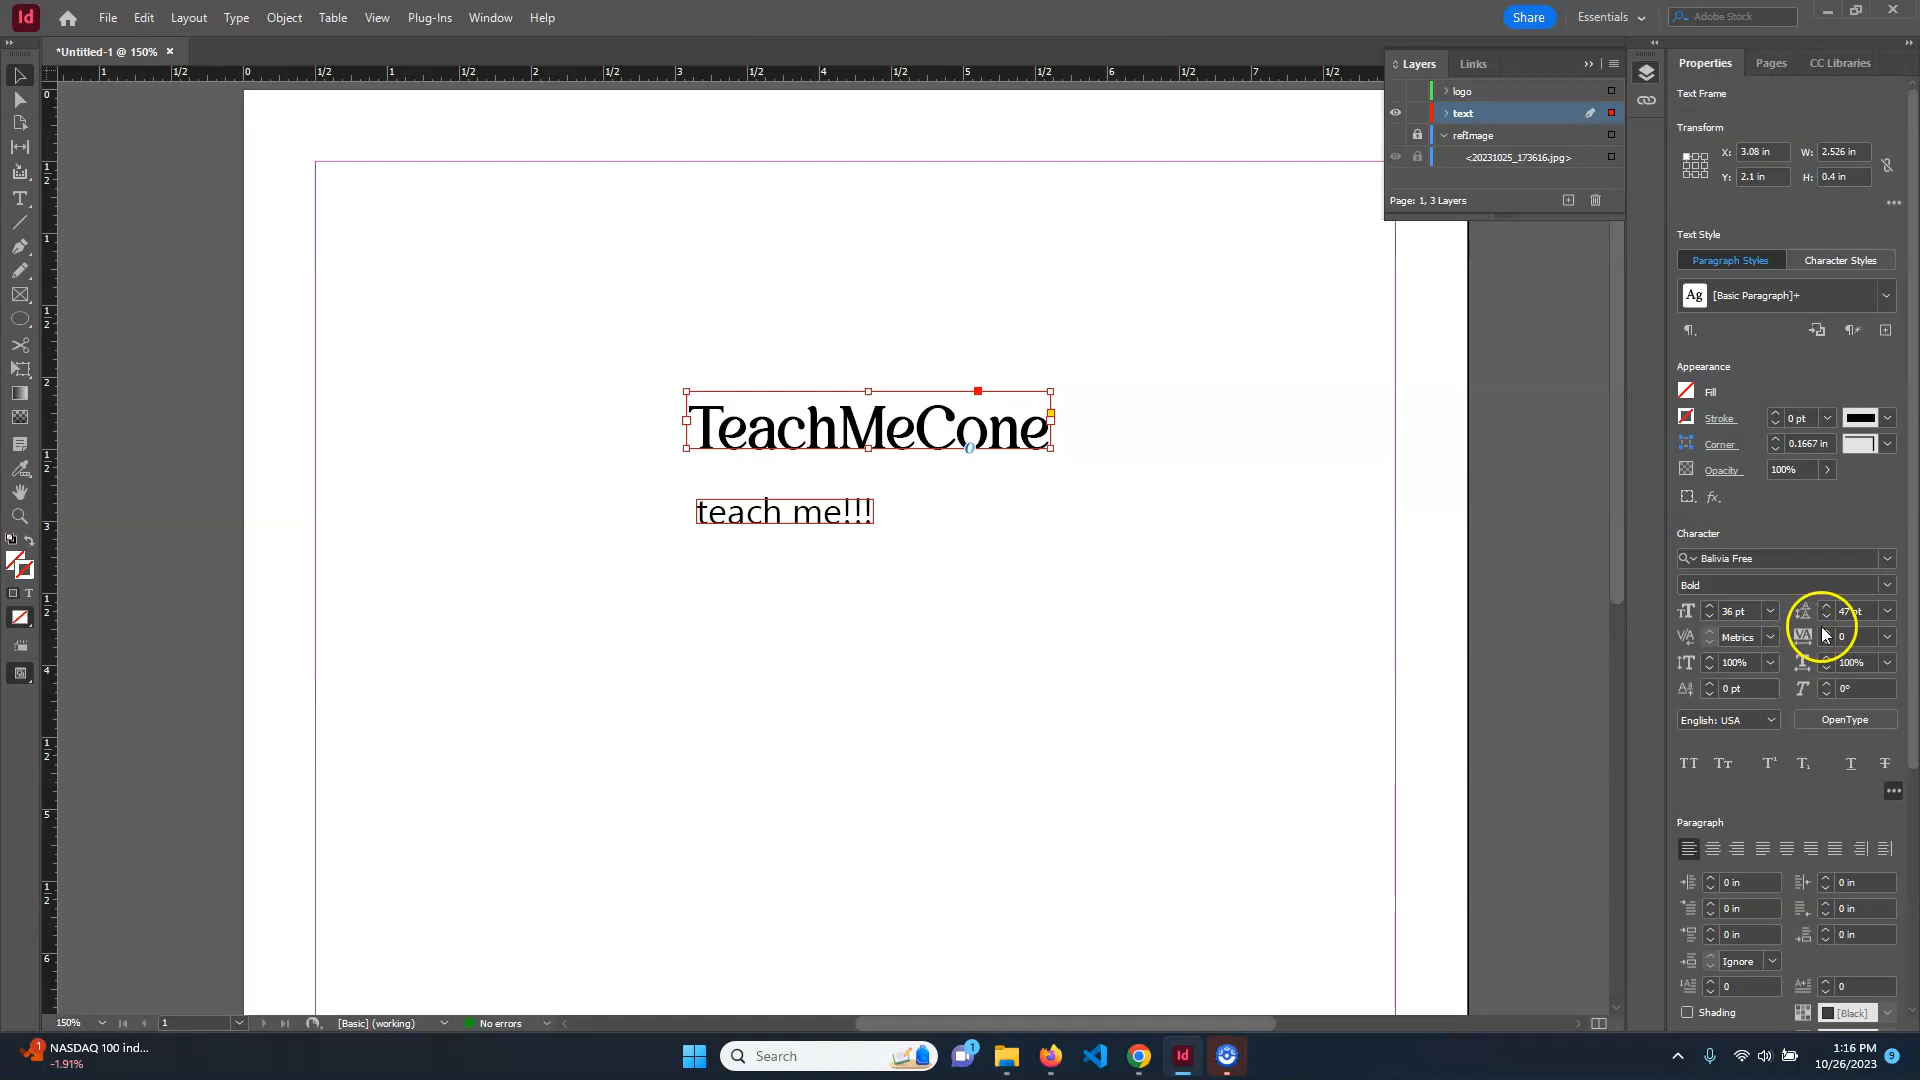 Id File Edit Layout Type Object Table View Plug-Ins Window Help Share Essentials Adobe Stock
*Untitled-1 @ 150%
Layers Links
logo
text
refImage
<20231025_173616.jpg>
Page: 1, 3 Layers
Properties Pages CC Libraries
Text Frame
Transform
X: 3.08 in W: 2.526 in
Y: 2.1 in H: 0.4 in
Text Style
Paragraph Styles Character Styles
Ag [Basic Paragraph]+
Appearance
Fill
Stroke 0 pt
Corner 0.1667 in
Opacity 100%
fx.
Character
Balivia Free
Bold
36 pt 47 pt
Metrics 0
100% 100%
0 pt 0°
English: USA OpenType
Paragraph
0 in 0 in
0 in 0 in
0 in 0 in
Ignore
0 0
Shading [Black]
TeachMeCone
teach me!!!
150% 1 [Basic] (working) No errors
NASDAQ 100 ind...
-1.91%
Search
1:16 PM
10/26/2023